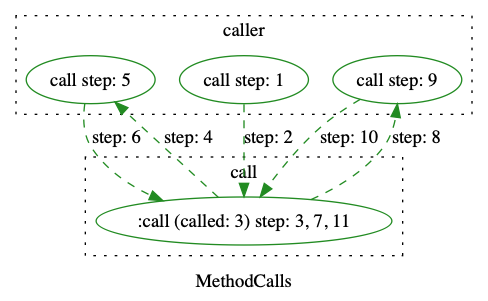 caller
call step: 5
call step: 1
call step: 9
step: 6
step: 4
step: 2
step: 10
step: 8
call
:call (called: 3) step: 3, 7, 11
MethodCalls